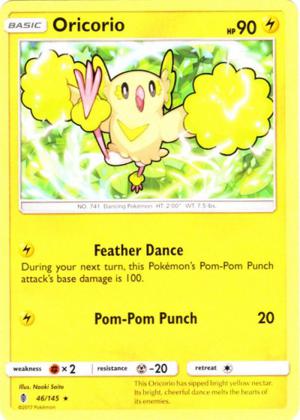 BASIC
Oricorio
HP 90
NO. 741 Dancing Pokémon HT: 2'00" WT: 7.5 lbs.
Feather Dance
During your next turn, this Pokémon's Pom-Pom Punch
attack's base damage is 100.
Pom-Pom Punch 20
weakness × 2 resistance -20 retreat
Illus. Naoki Saito
46/145 ★
©2017 Pokémon
This Oricorio has sipped bright yellow nectar.
Its bright, cheerful dance melts the hearts of
its enemies.